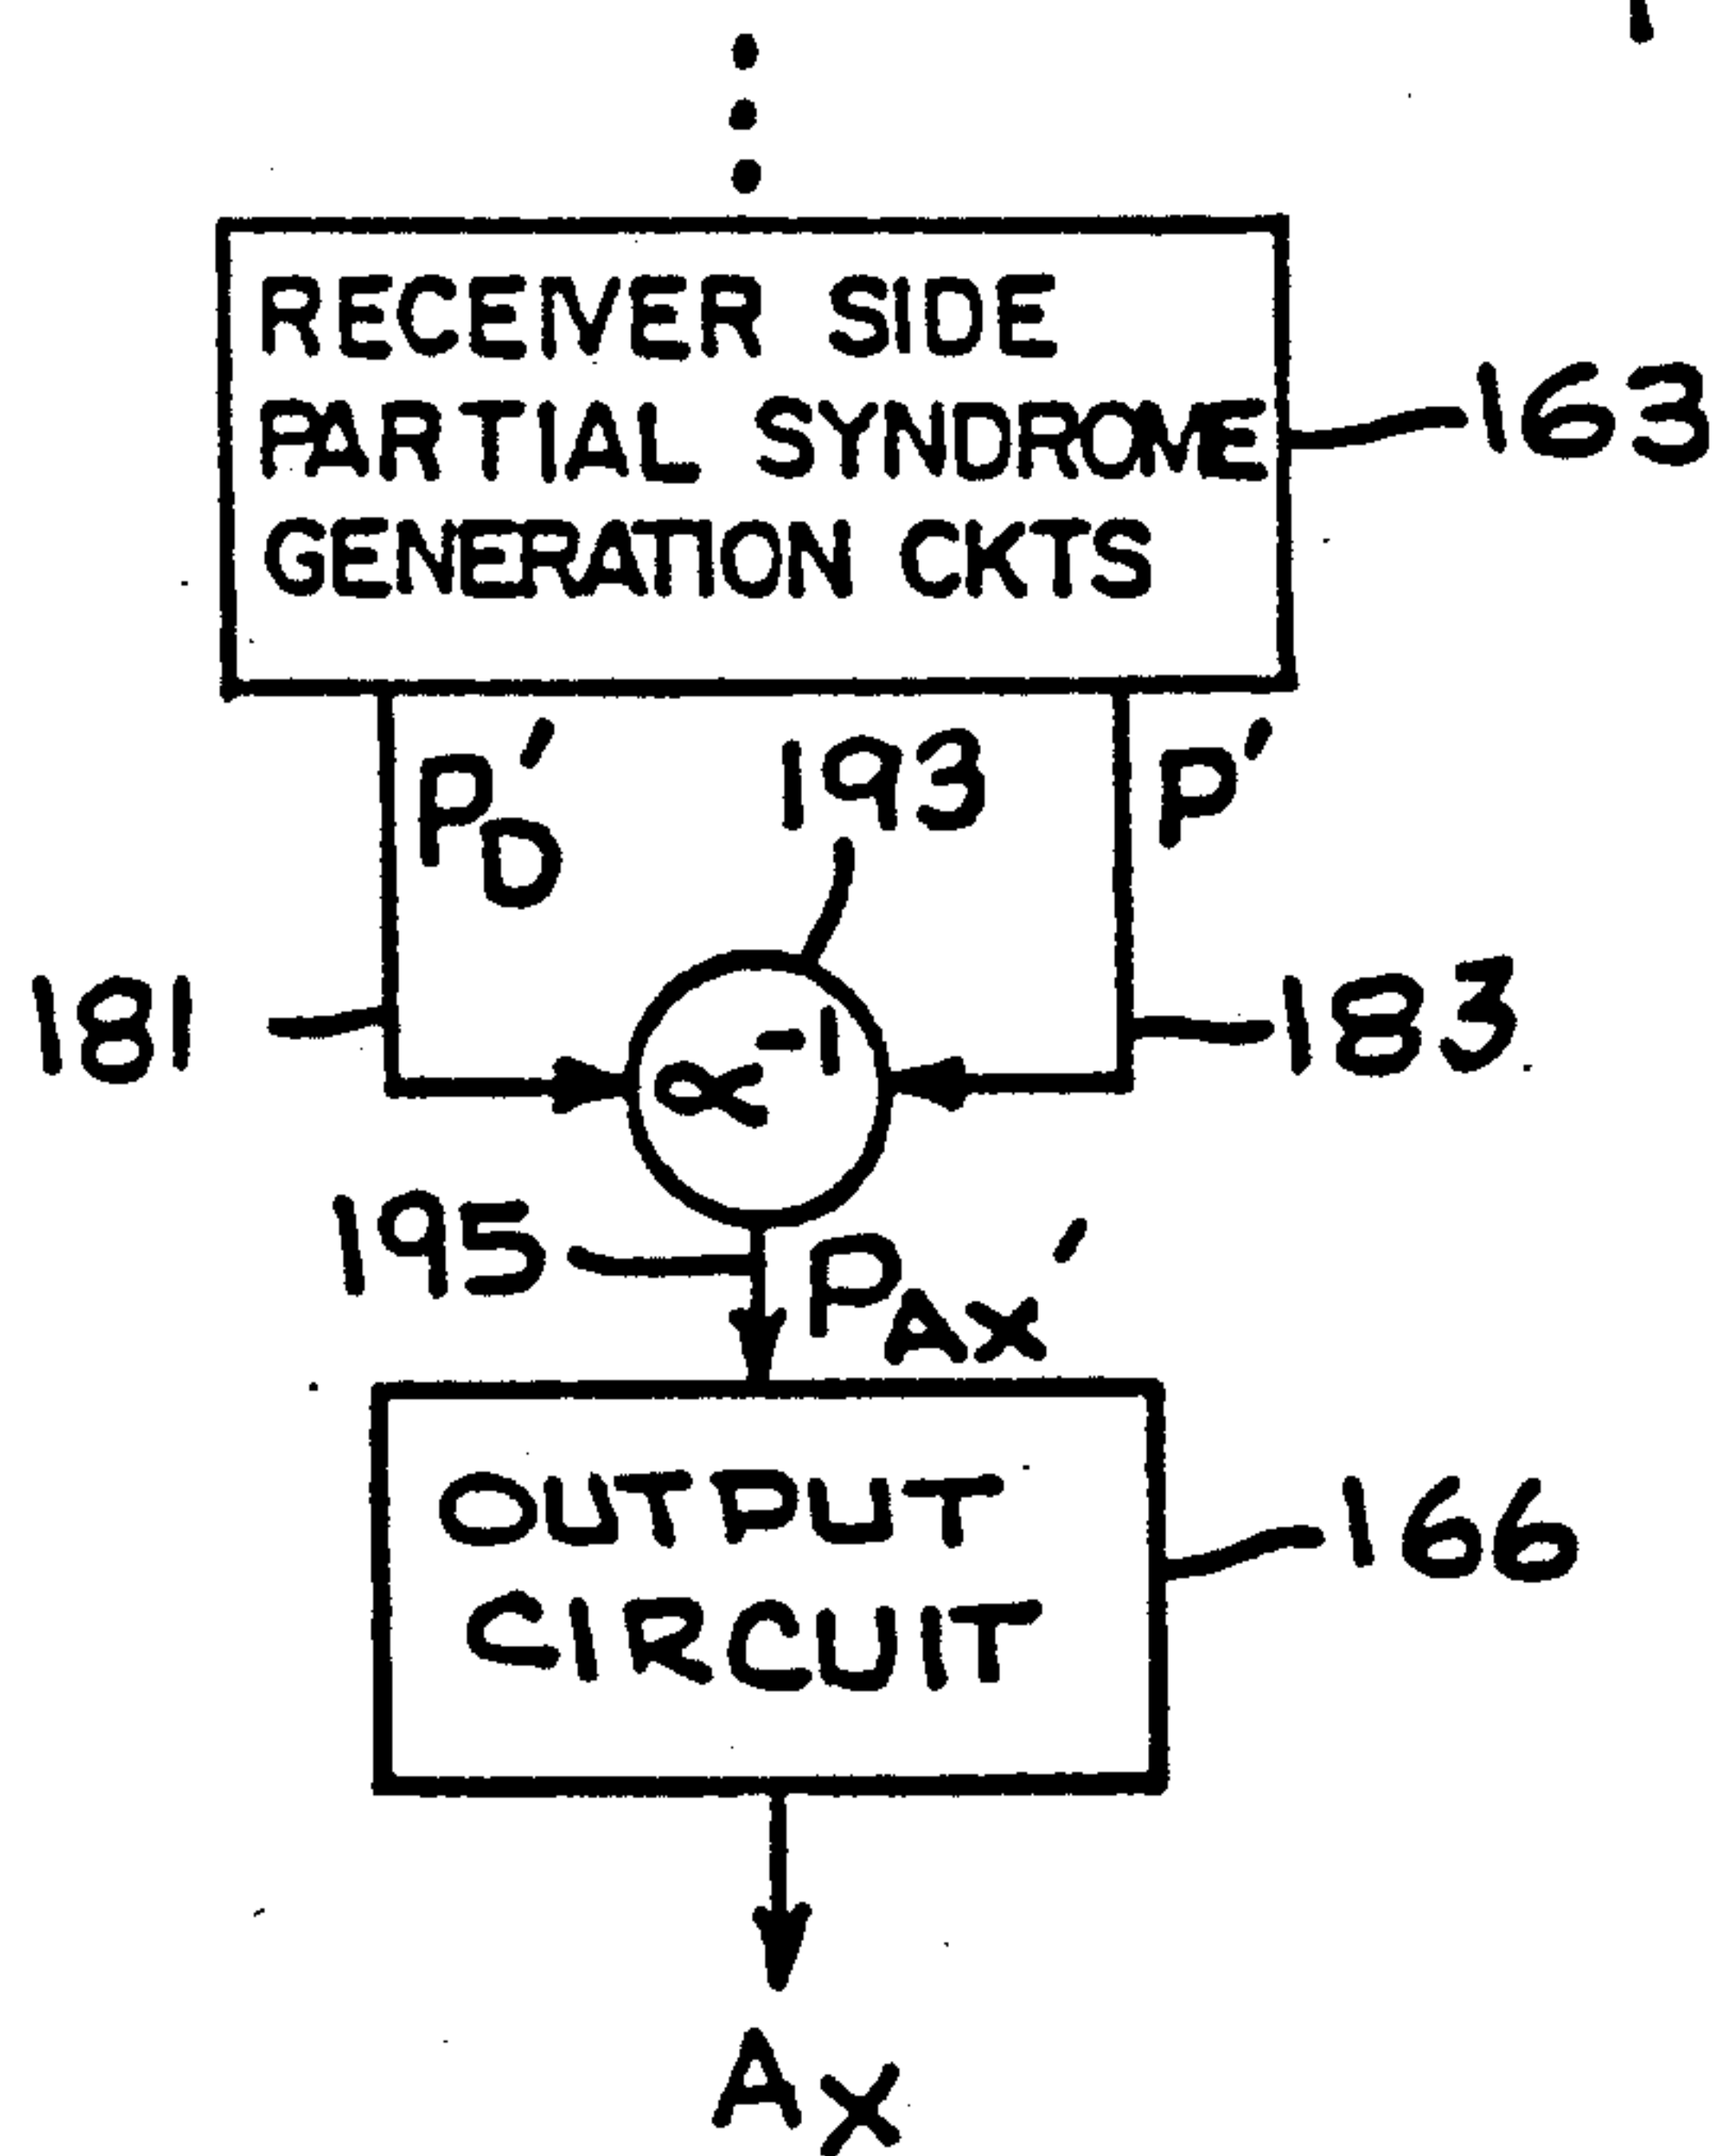 RECEIVER SIDE
PARTIAL SYNDROME
GENERATION CKTS
163
P_D'
193
P'
181
α⁻¹
183
195
P_AX'
OUTPUT
CIRCUIT
166
A_X